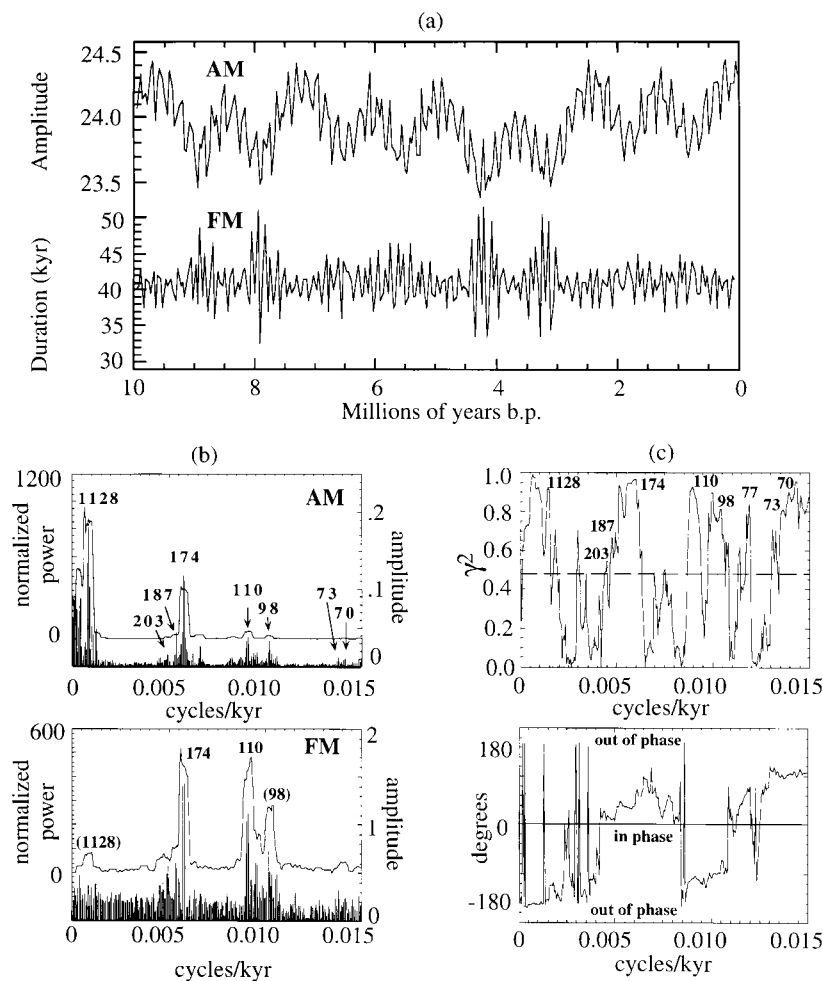 (a)
24.5
AM
24.0
Amplitude
23.5
50
FM
45
40
Duration (kyr)
35
30
10 8 6 4 2 0
Millions of years b.p.
(b)
1200
AM
1128
.2
normalized power
amplitude
174
187
203
110
98
73
70
.1
0
0
0 0.005 0.010 0.015
cycles/kyr
600
FM
2
174
110
(98)
(1128)
normalized power
amplitude
1
0
0
0 0.005 0.010 0.015
cycles/kyr
(c)
1.0
1128
174
110
98
77
73
70
187
203
0.8
0.6
γ2
0.4
0.2
0.0
0 0.005 0.010 0.015
cycles/kyr
180
out of phase
degrees
0
in phase
-180
out of phase
0 0.005 0.010 0.015
cycles/kyr